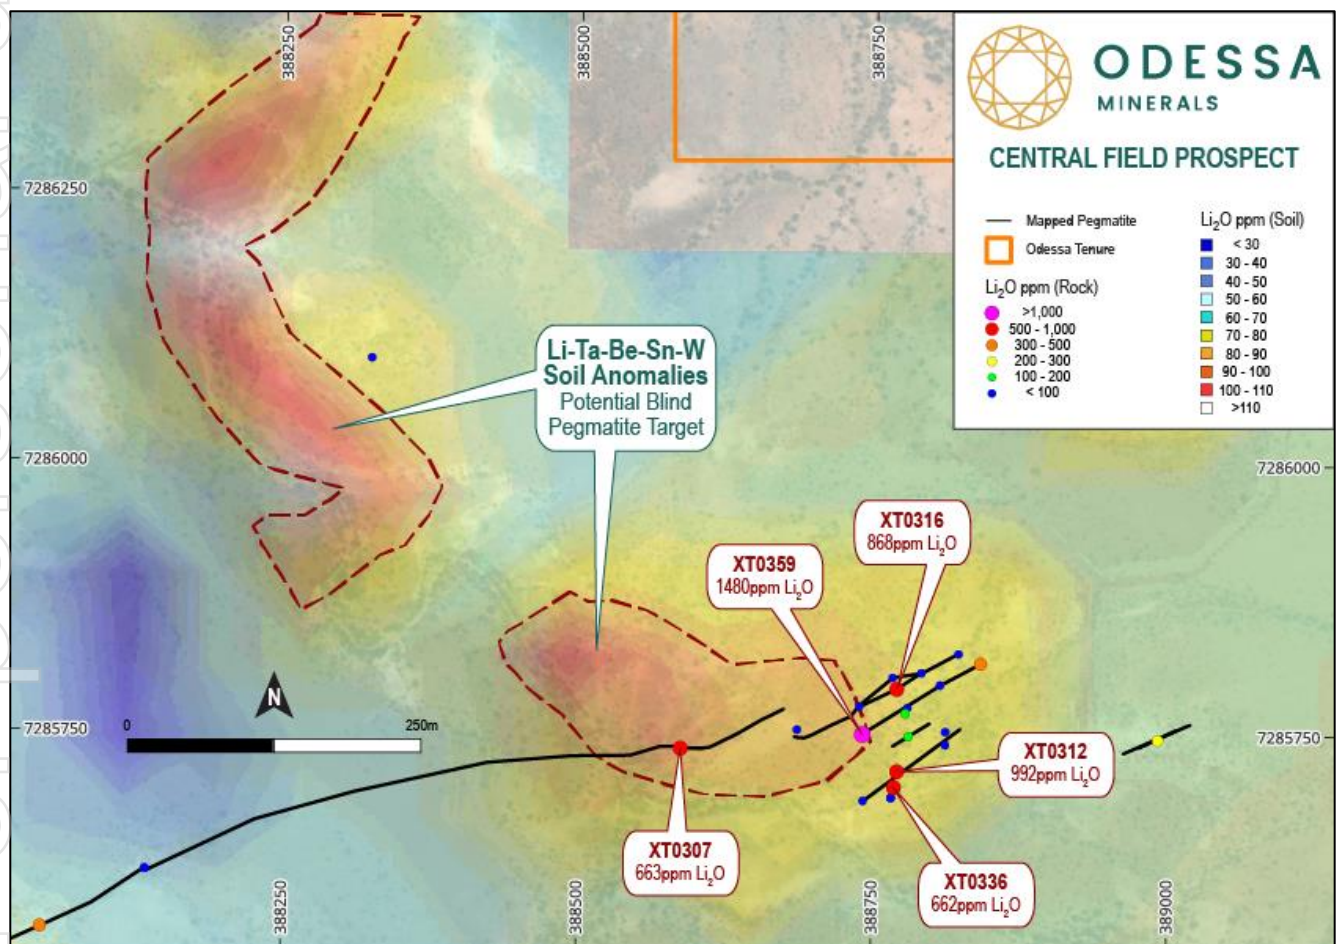 388250
388500
388750
ODESSA
MINERALS
CENTRAL FIELD PROSPECT
Mapped Pegmatite
Odessa Tenure
Li₂O ppm (Rock)
>1,000
500 - 1,000
300 - 500
200 - 300
100 - 200
< 100
Li₂O ppm (Soil)
< 30
30 - 40
40 - 50
50 - 60
60 - 70
70 - 80
80 - 90
90 - 100
100 - 110
>110
7286250
Li-Ta-Be-Sn-W
Soil Anomalies
Potential Blind
Pegmatite Target
7286000
7286000
XT0316
868ppm Li₂O
XT0359
1480ppm Li₂O
N
0
250m
7285750
7285750
XT0312
992ppm Li₂O
XT0307
663ppm Li₂O
XT0336
662ppm Li₂O
388250
388500
388750
389000